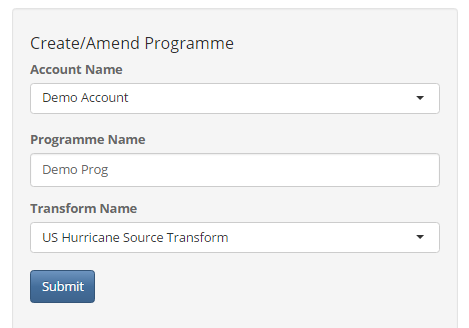 Create/Amend Programme
Account Name
Demo Account
Programme Name
Demo Prog
Transform Name
US Hurricane Source Transform
Submit